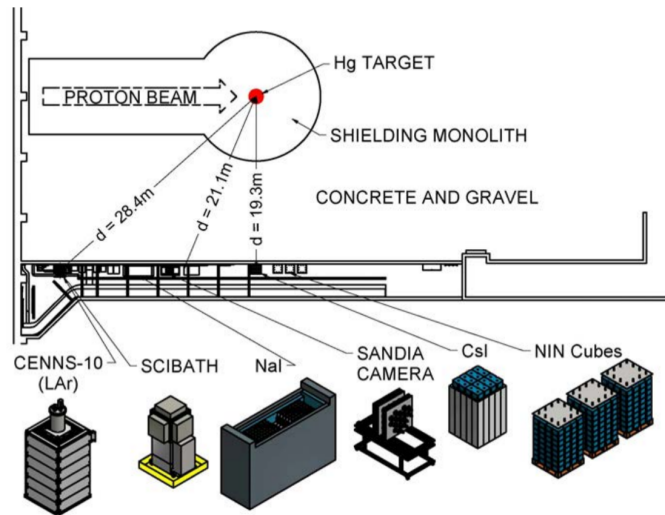 Hg TARGET
PROTON BEAM
SHIELDING MONOLITH
d = 28.4m
d = 21.1m
d = 19.3m
CONCRETE AND GRAVEL
CENNS-10
(LAr)
SCIBATH
NaI
SANDIA
CAMERA
CsI
NIN Cubes